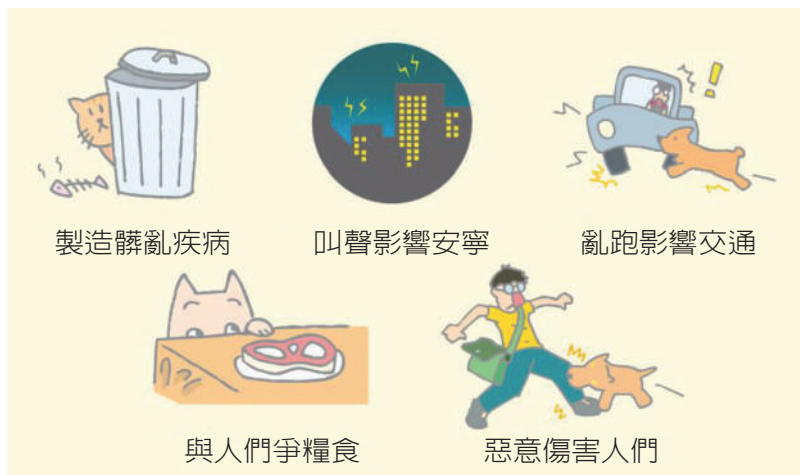 製造髒亂疾病
叫聲影響安寧
亂跑影響交通
與人們爭糧食
惡意傷害人們